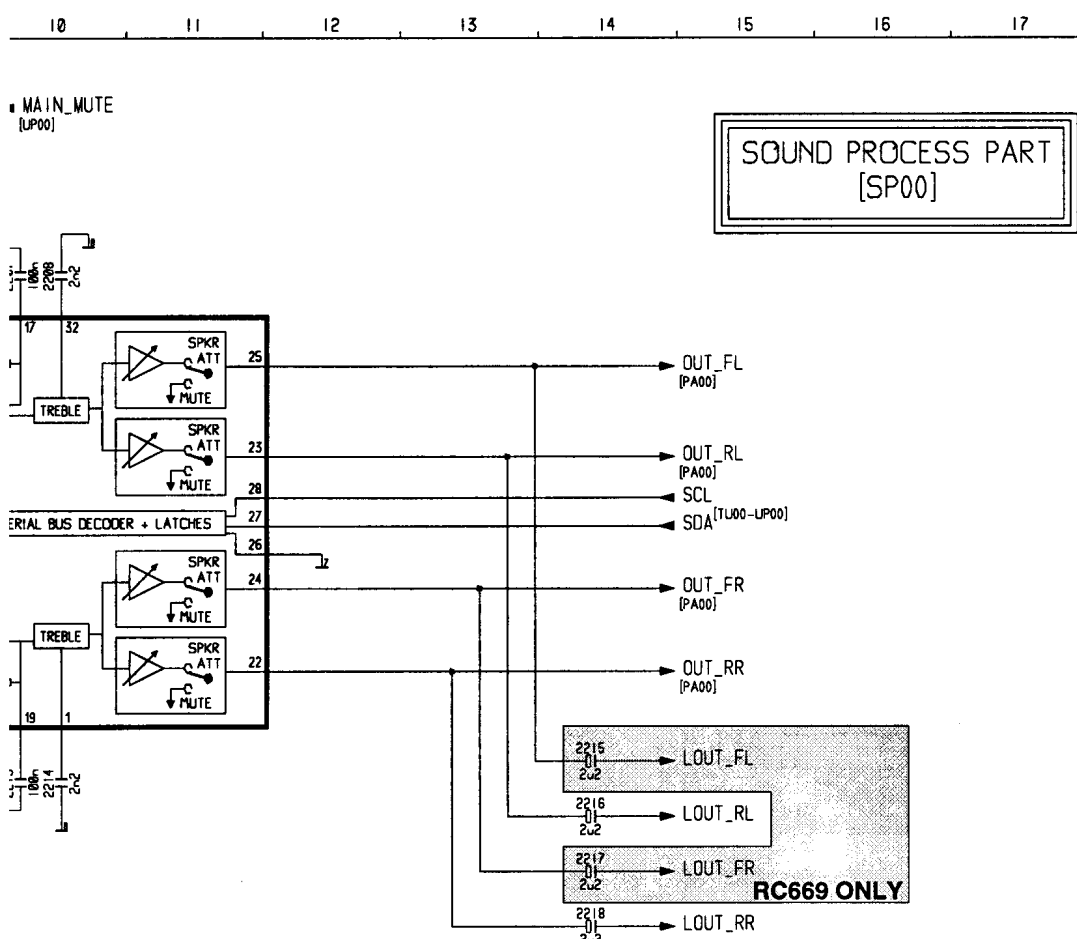 10 11 12 13 14 15 16 17
MAIN_MUTE
[UP00]
SOUND PROCESS PART
[SP00]
100n
2208
2n2
17 32
SPKR
ATT
MUTE
25
OUT_FL
[PA00]
TREBLE
SPKR
ATT
MUTE
23
OUT_RL
[PA00]
28
SCL
ERIAL BUS DECODER + LATCHES
27
SDA [TU00-UP00]
26
SPKR
ATT
MUTE
24
OUT_FR
[PA00]
TREBLE
SPKR
ATT
MUTE
22
OUT_RR
[PA00]
19 1
100n
2214
2n2
2215
2u2
LOUT_FL
2216
2u2
LOUT_RL
2217
2u2
LOUT_FR
RC669 ONLY
2218
LOUT_RR